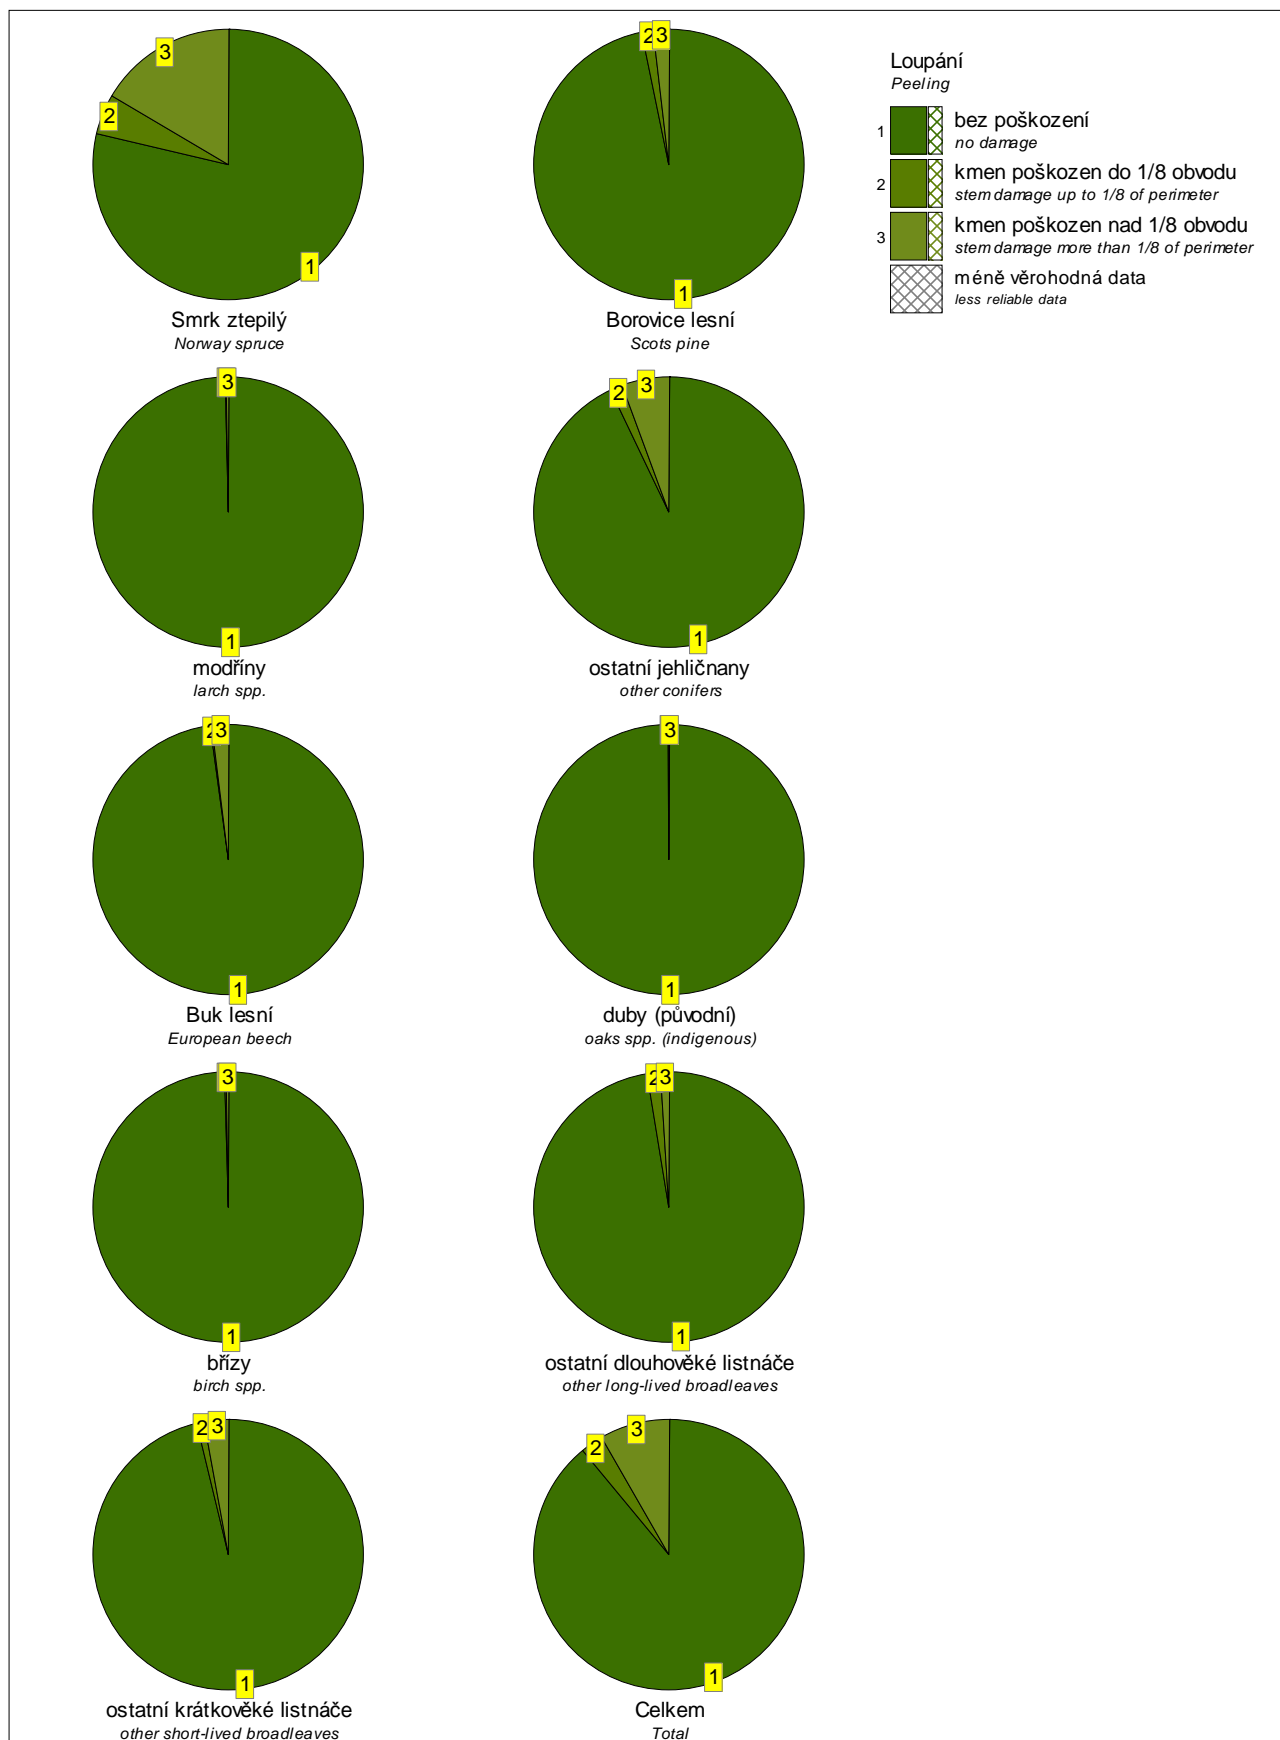 3
2
1
Smrk ztepilý
Norway spruce
2
3
1
Borovice lesní
Scots pine
Loupání
Peeling
1
bez poškození
no damage
2
kmen poškozen do 1/8 obvodu
stem damage up to 1/8 of perimeter
3
kmen poškozen nad 1/8 obvodu
stem damage more than 1/8 of perimeter
méně věrohodná data
less reliable data
3
1
modříny
larch spp.
2
3
1
ostatní jehličnany
other conifers
2
3
1
Buk lesní
European beech
3
1
duby (původní)
oaks spp. (indigenous)
3
1
břízy
birch spp.
2
3
1
ostatní dlouhověké listnáče
other long-lived broadleaves
2
3
1
ostatní krátkověké listnáče
other short-lived broadleaves
2
3
1
Celkem
Total